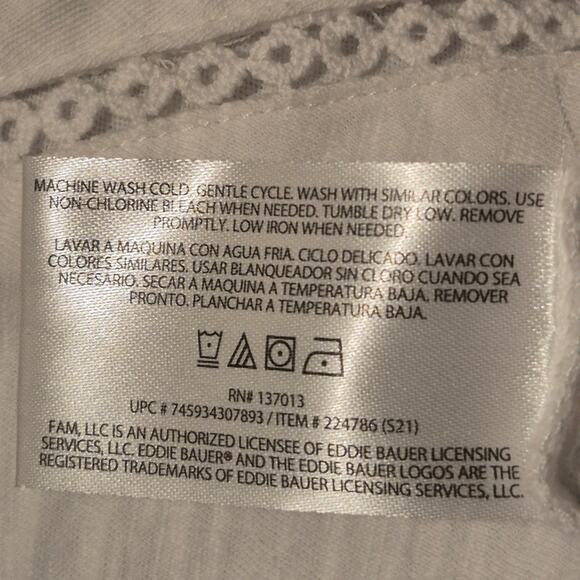 MACHINE WASH COLD. GENTLE CYCLE. WASH WITH SIMILAR COLORS. USE
NON-CHLORINE BLEACH WHEN NEEDED. TUMBLE DRY LOW. REMOVE
PROMPTLY. LOW IRON WHEN NEEDED.
LAVAR A MAQUINA CON AGUA FRIA. CICLO DELICADO. LAVAR CON
COLORES SIMILARES. USAR BLANQUEADOR SIN CLORO CUANDO SEA
NECESARIO. SECAR A MAQUINA A TEMPERATURA BAJA. REMOVER
PRONTO. PLANCHAR A TEMPERATURA BAJA.
RN# 137013
UPC # 745934307893 / ITEM # 224786 (S21)
FAM, LLC IS AN AUTHORIZED LICENSEE OF EDDIE BAUER LICENSING
SERVICES, LLC. EDDIE BAUER® AND THE EDDIE BAUER LOGOS ARE THE
REGISTERED TRADEMARKS OF EDDIE BAUER LICENSING SERVICES, LLC.